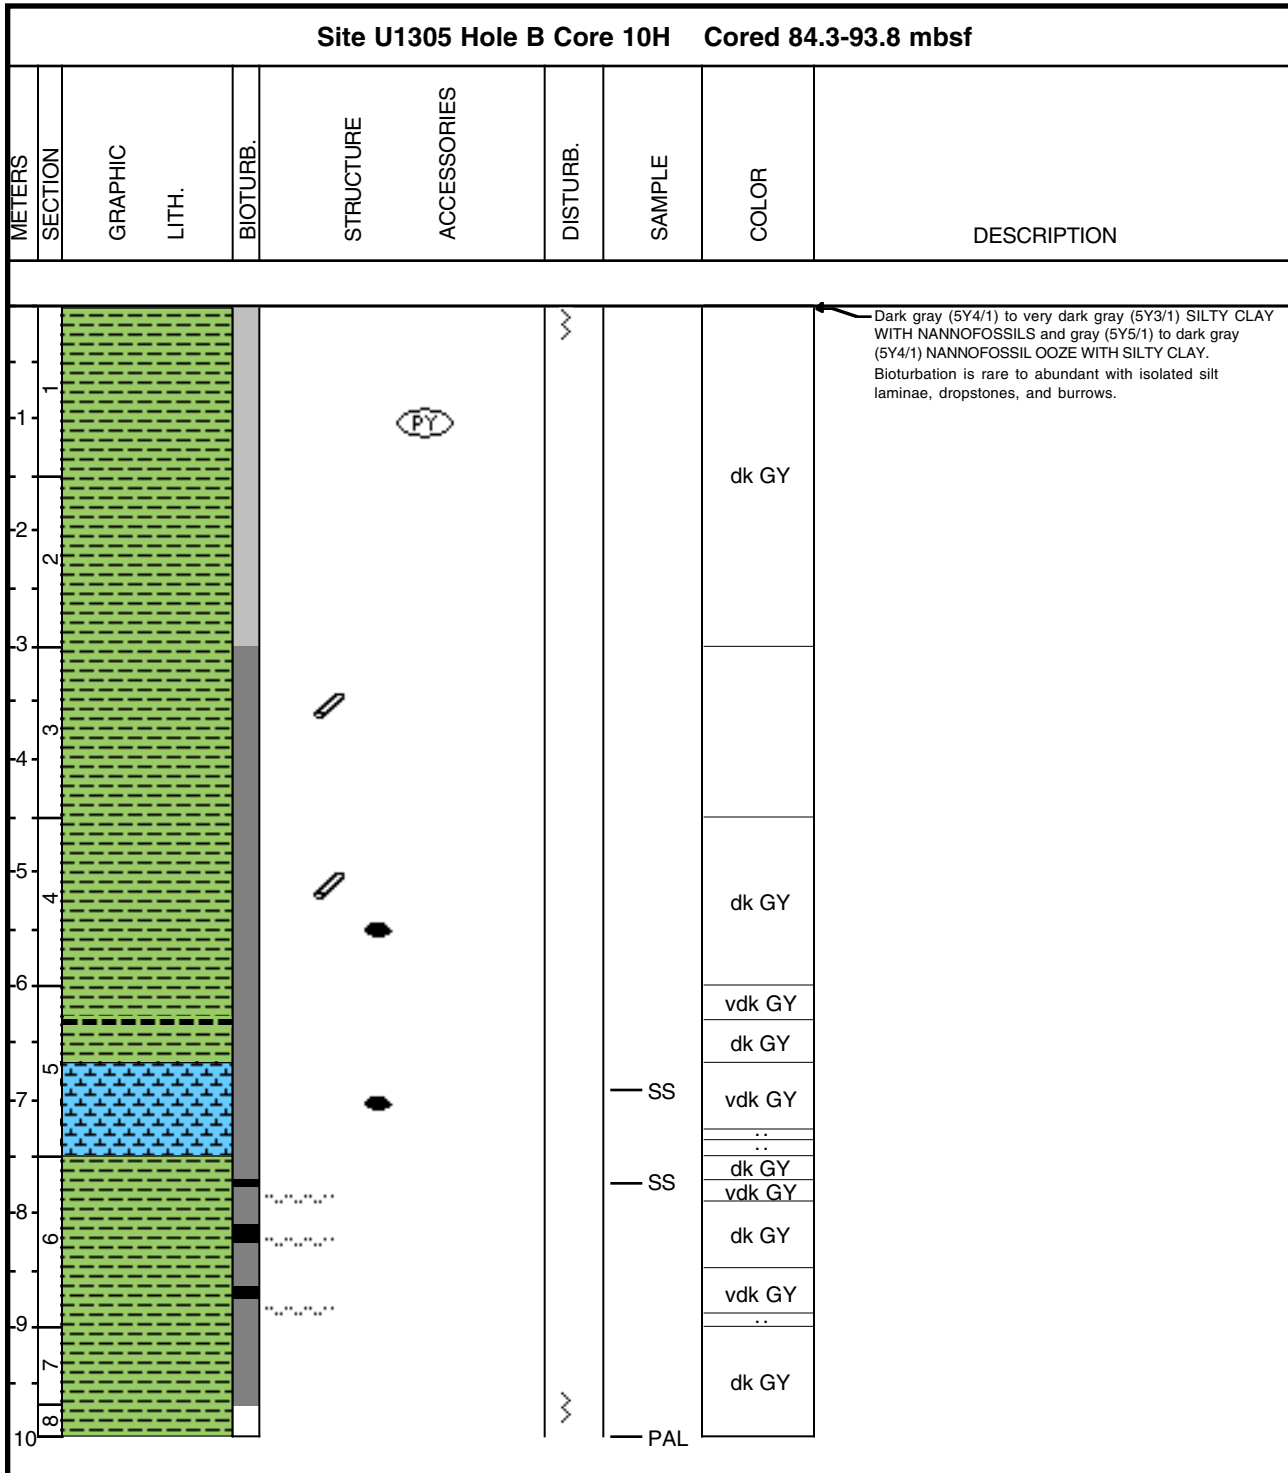 Site U1305 Hole B Core 10H Cored 84.3-93.8 mbsf
METERS
SECTION
GRAPHIC
LITH.
BIOTURB.
STRUCTURE
ACCESSORIES
DISTURB.
SAMPLE
COLOR
DESCRIPTION
Dark gray (5Y4/1) to very dark gray (5Y3/1) SILTY CLAY
WITH NANNOFOSSILS and gray (5Y5/1) to dark gray
(5Y4/1) NANNOFOSSIL OOZE WITH SILTY CLAY.
Bioturbation is rare to abundant with isolated silt
laminae, dropstones, and burrows.
1
1
PY
dk GY
2
2
3
3
4
5
4
dk GY
6
vdk GY
dk GY
5
7
SS
vdk GY
: :
: :
dk GY
SS
vdk GY
8
6
dk GY
vdk GY
: :
9
7
dk GY
8
10
PAL